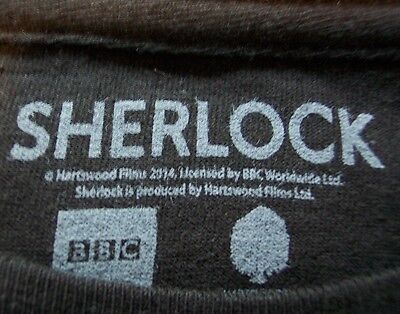 SHERLOCK
© Hartswood Films 2014. Licensed by BBC Worldwide Ltd.
Sherlock is produced by Hartswood Films Ltd.
BBC